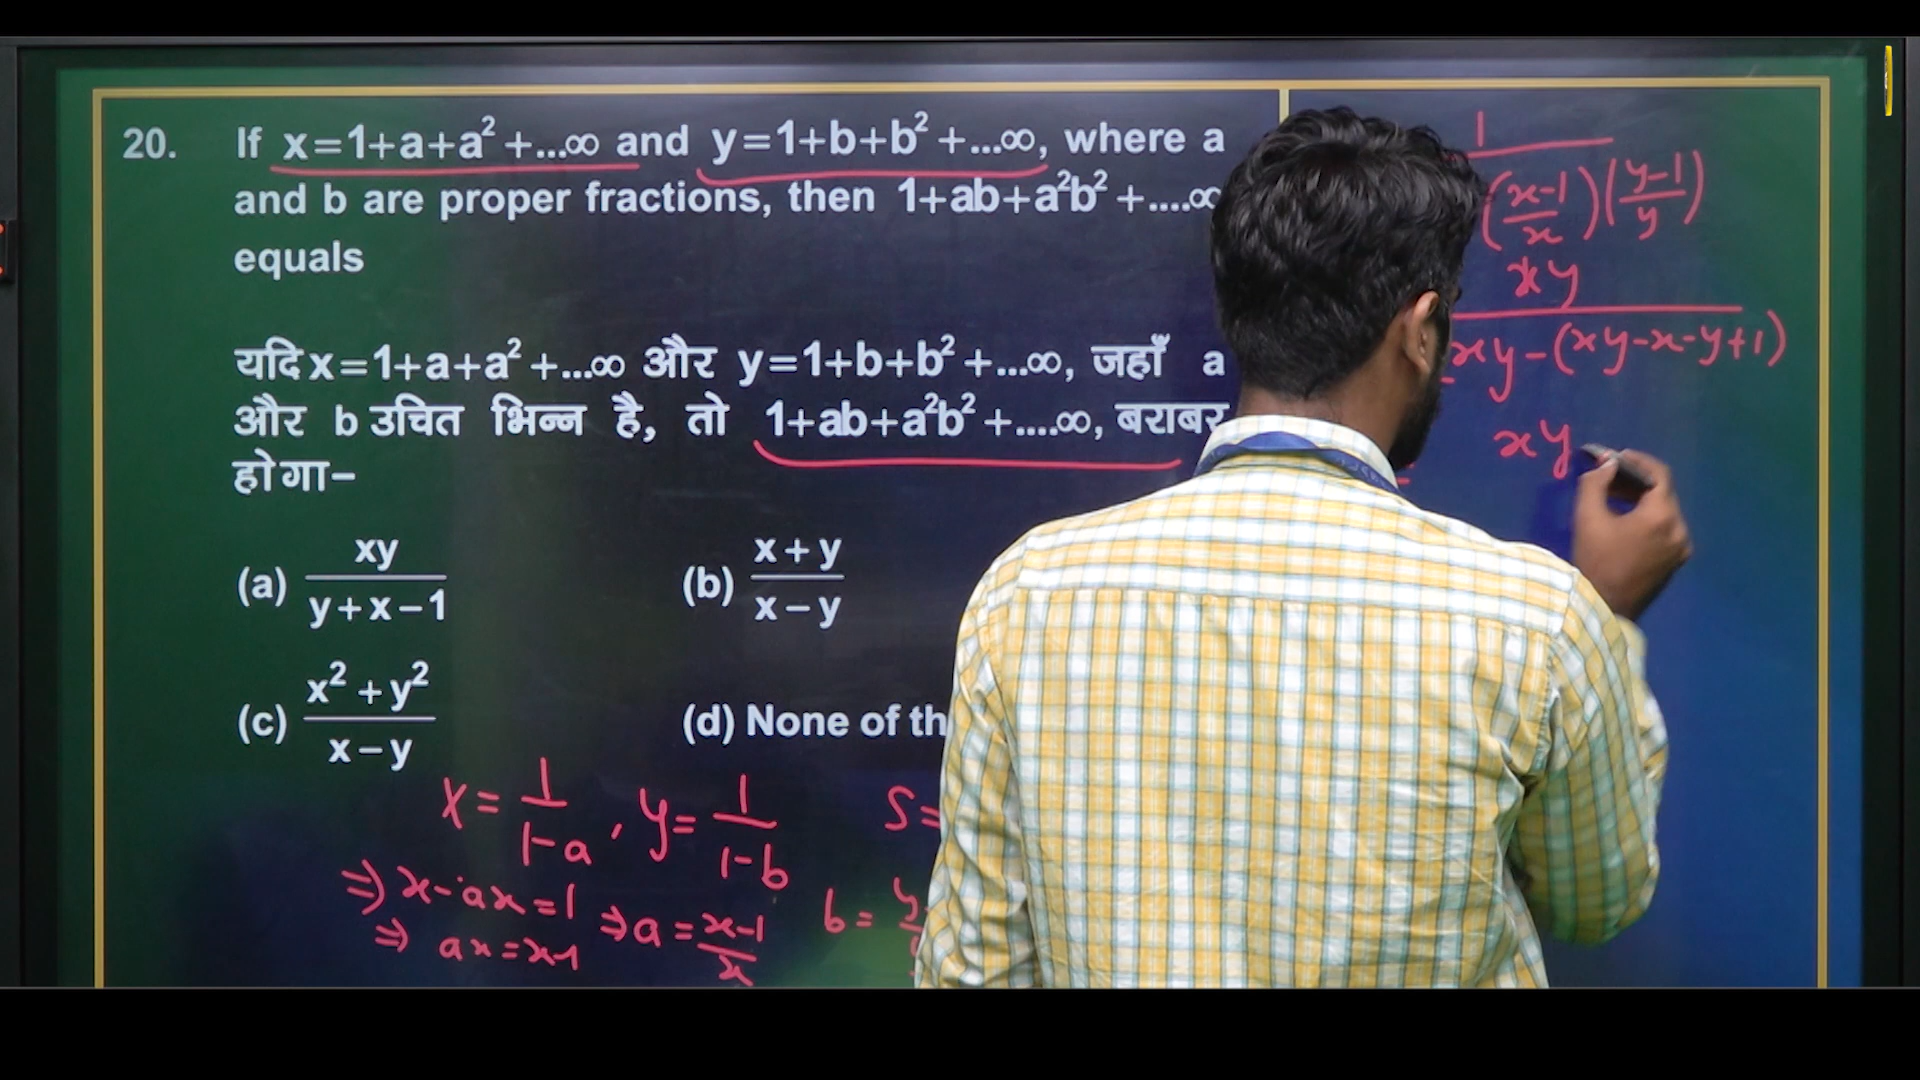 20. If x=1+a+a²+...∞ and y=1+b+b²+...∞, where a
and b are proper fractions, then 1+ab+a²b²+....∞
equals
यदि x=1+a+a²+...∞ और y=1+b+b²+...∞, जहाँ a
और b उचित भिन्न है, तो 1+ab+a²b²+....∞, बराबर
होगा–
(a) xy / y+x−1 (b) x+y / x−y
(c) x²+y² / x−y (d) None of
x = 1 / 1-a , y = 1 / 1-b S =
⇒ x-ax=1 ⇒ a = x-1 / x b =
⇒ ax=x-1
1
(x-1 / x)(y-1 / y)
xy
xy-(xy-x-y+1)
xy